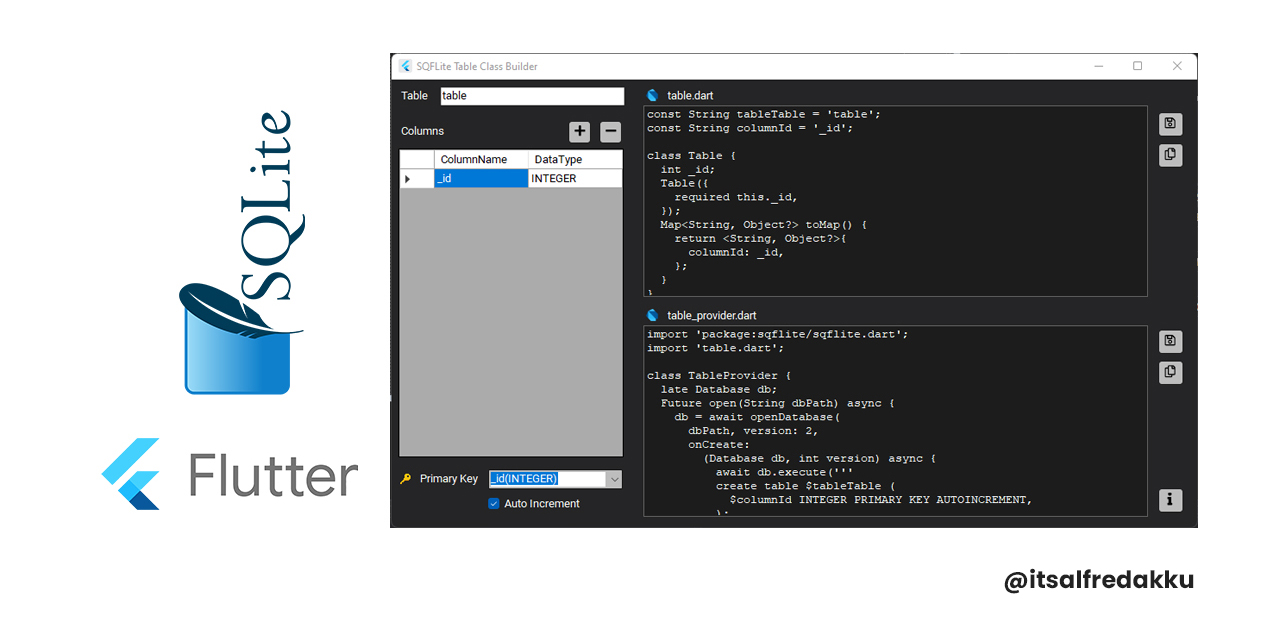 SQLite
Flutter
SQFLite Table Class Builder
Table table
Columns
ColumnName DataType
_id INTEGER
Primary Key _id(INTEGER)
Auto Increment
table.dart
const String tableTable = 'table';
const String columnId = '_id';
class Table {
  int _id;
  Table({
    required this._id,
  });
  Map<String, Object?> toMap() {
    return <String, Object?>{
      columnId: _id,
    };
  }
}
table_provider.dart
import 'package:sqflite/sqflite.dart';
import 'table.dart';
class TableProvider {
  late Database db;
  Future open(String dbPath) async {
    db = await openDatabase(
      dbPath, version: 2,
      onCreate:
        (Database db, int version) async {
          await db.execute('''
          create table $tableTable (
            $columnId INTEGER PRIMARY KEY AUTOINCREMENT,
          );
@itsalfredakku